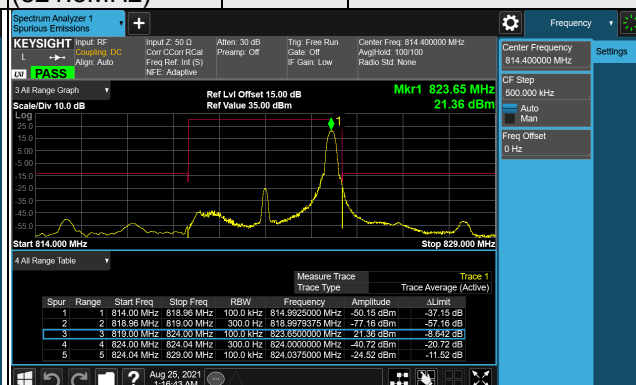 Spectrum Analyzer 1
Spurious Emissions
Frequency
KEYSIGHT
L
LXI PASS
Input: RF
Coupling: DC
Align: Auto
Input Z: 50 Ω
Corr CCorr RCal
Freq Ref: Int (S)
NFE: Adaptive
Atten: 30 dB
Preamp: Off
Trig: Free Run
Gate: Off
IF Gain: Low
Center Freq: 814.400000 MHz
Avg|Hold: 100/100
Radio Std: None
Center Frequency
814.400000 MHz
Settings
CF Step
500.000 kHz
Auto
Man
Freq Offset
0 Hz
3 All Range Graph
Scale/Div 10.0 dB
Ref Lvl Offset 15.00 dB
Ref Value 35.00 dBm
Mkr1 823.65 MHz
21.36 dBm
Log
25.0
15.0
5.00
-5.00
-15.0
-25.0
-35.0
-45.0
-55.0
1
Start 814.000 MHz
Stop 829.000 MHz
4 All Range Table
Measure Trace Trace 1
Trace Type Trace Average (Active)
Spur Range Start Freq Stop Freq RBW Frequency Amplitude ΔLimit
1 1 814.00 MHz 818.96 MHz 100.0 kHz 814.9925000 MHz -50.15 dBm -37.15 dB
2 2 818.96 MHz 819.00 MHz 300.0 Hz 818.9979375 MHz -77.16 dBm -57.16 dB
3 3 819.00 MHz 824.00 MHz 100.0 kHz 823.6500000 MHz 21.36 dBm -8.642 dB
4 4 824.00 MHz 824.04 MHz 300.0 Hz 824.0000000 MHz -40.72 dBm -20.72 dB
5 5 824.04 MHz 829.00 MHz 100.0 kHz 824.0375000 MHz -24.52 dBm -11.52 dB
?
Aug 25, 2021
1:16:43 AM